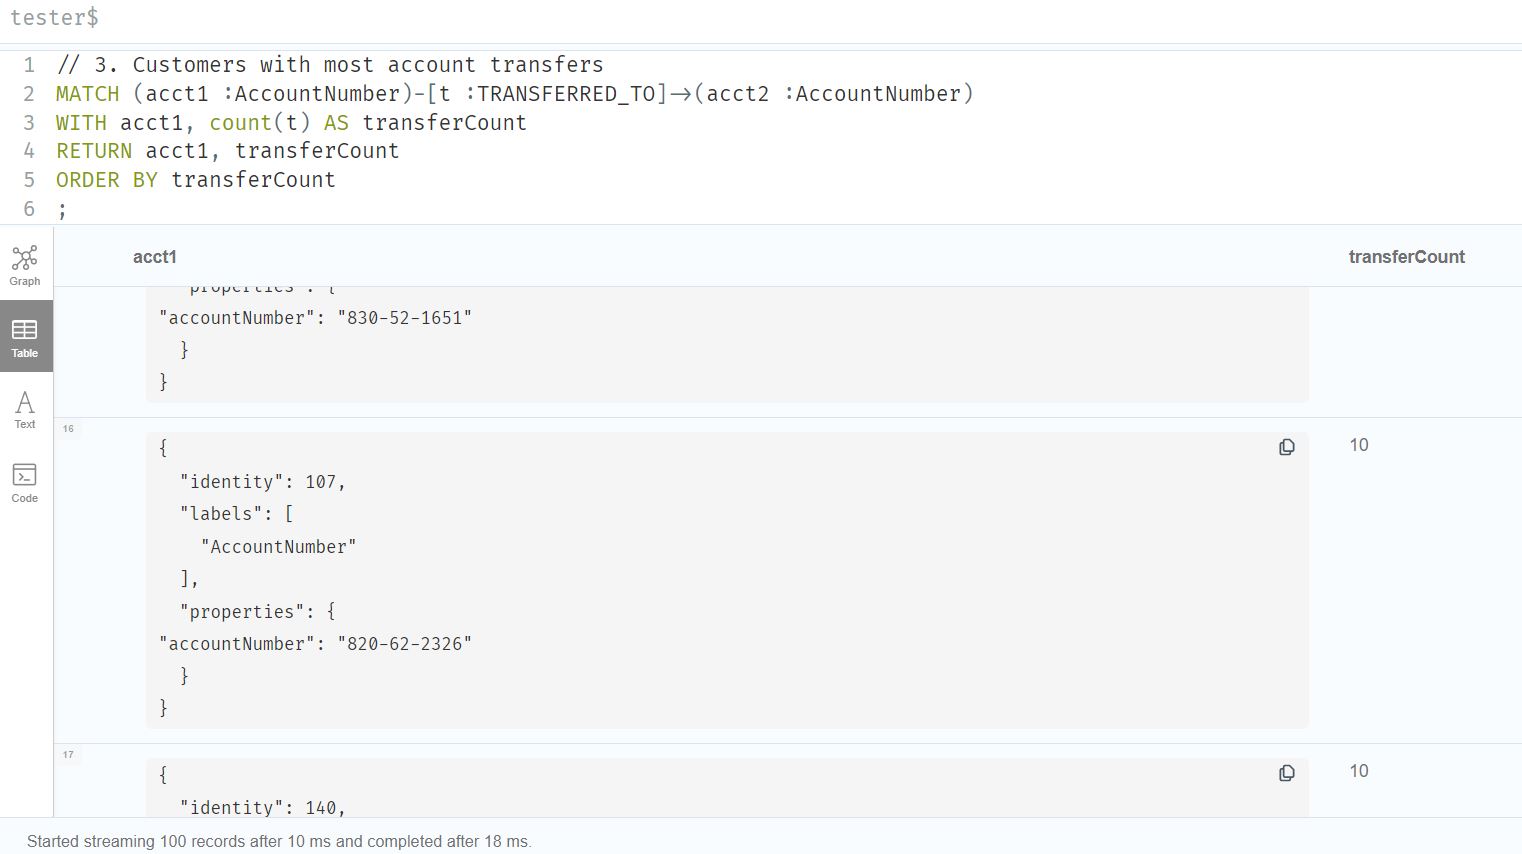 tester$
1 // 3. Customers with most account transfers
2 MATCH (acct1 :AccountNumber)-[t :TRANSFERRED_TO]->(acct2 :AccountNumber)
3 WITH acct1, count(t) AS transferCount
4 RETURN acct1, transferCount
5 ORDER BY transferCount
6 ;
Graph
Table
Text
Code
acct1 transferCount
"properties": {
"accountNumber": "830-52-1651"
}
}
16
{ 10
"identity": 107,
"labels": [
"AccountNumber"
],
"properties": {
"accountNumber": "820-62-2326"
}
}
17
{ 10
"identity": 140,
Started streaming 100 records after 10 ms and completed after 18 ms.